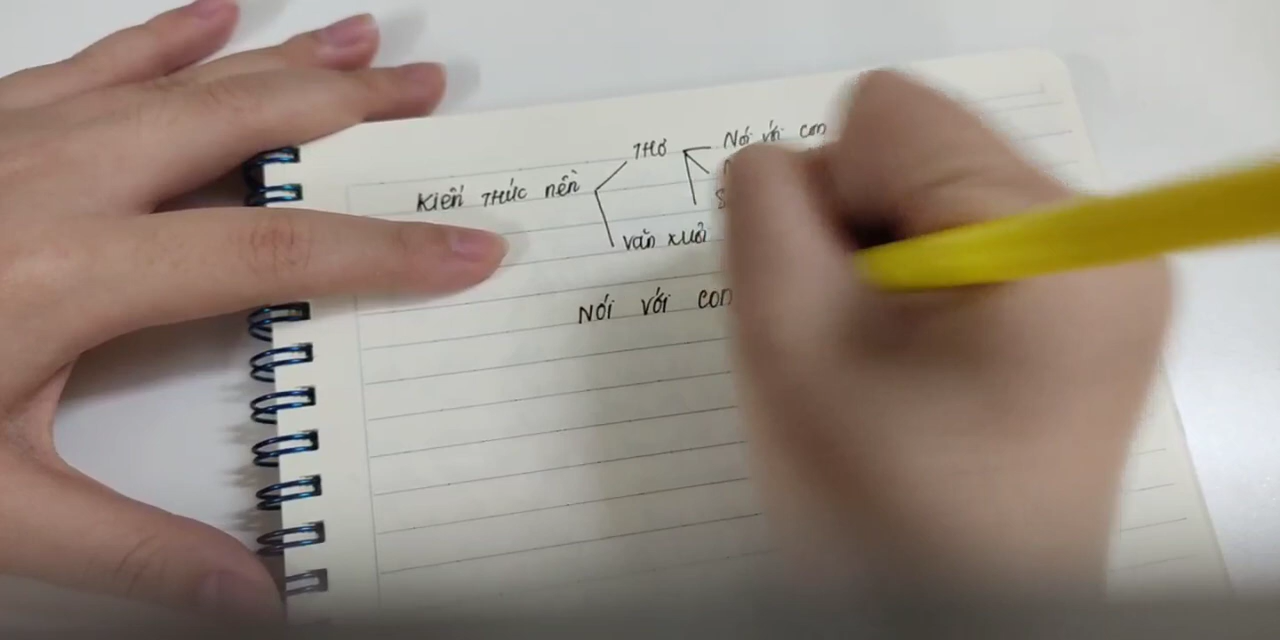 Thơ
Nói với con
Kiến thức nền
văn xuôi
Nói với con